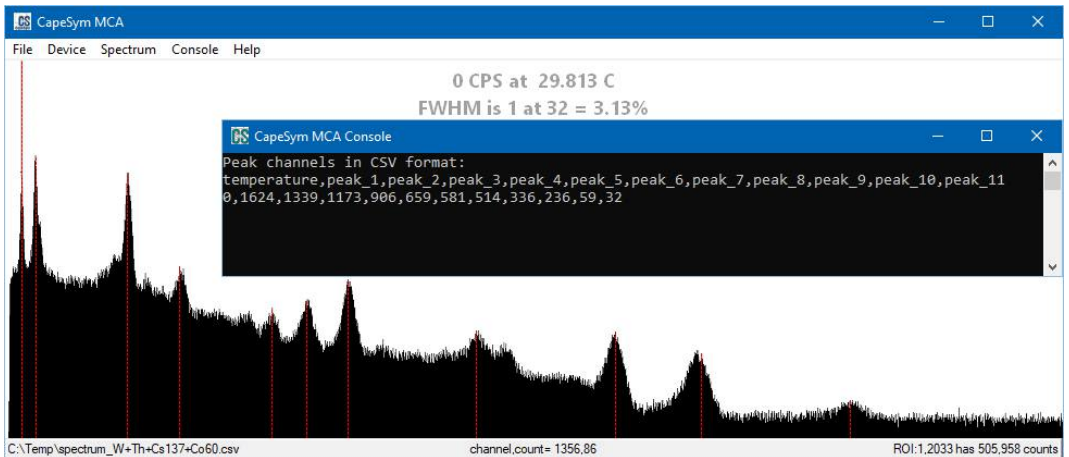 CS CapeSym MCA
File Device Spectrum Console Help
0 CPS at 29.813 C
FWHM is 1 at 32 = 3.13%
CS CapeSym MCA Console
Peak channels in CSV format:
temperature,peak_1,peak_2,peak_3,peak_4,peak_5,peak_6,peak_7,peak_8,peak_9,peak_10,peak_11
0,1624,1339,1173,906,659,581,514,336,236,59,32
C:\Temp\spectrum_W+Th+Cs137+Co60.csv channel,count= 1356,86 ROI:1,2033 has 505,958 counts